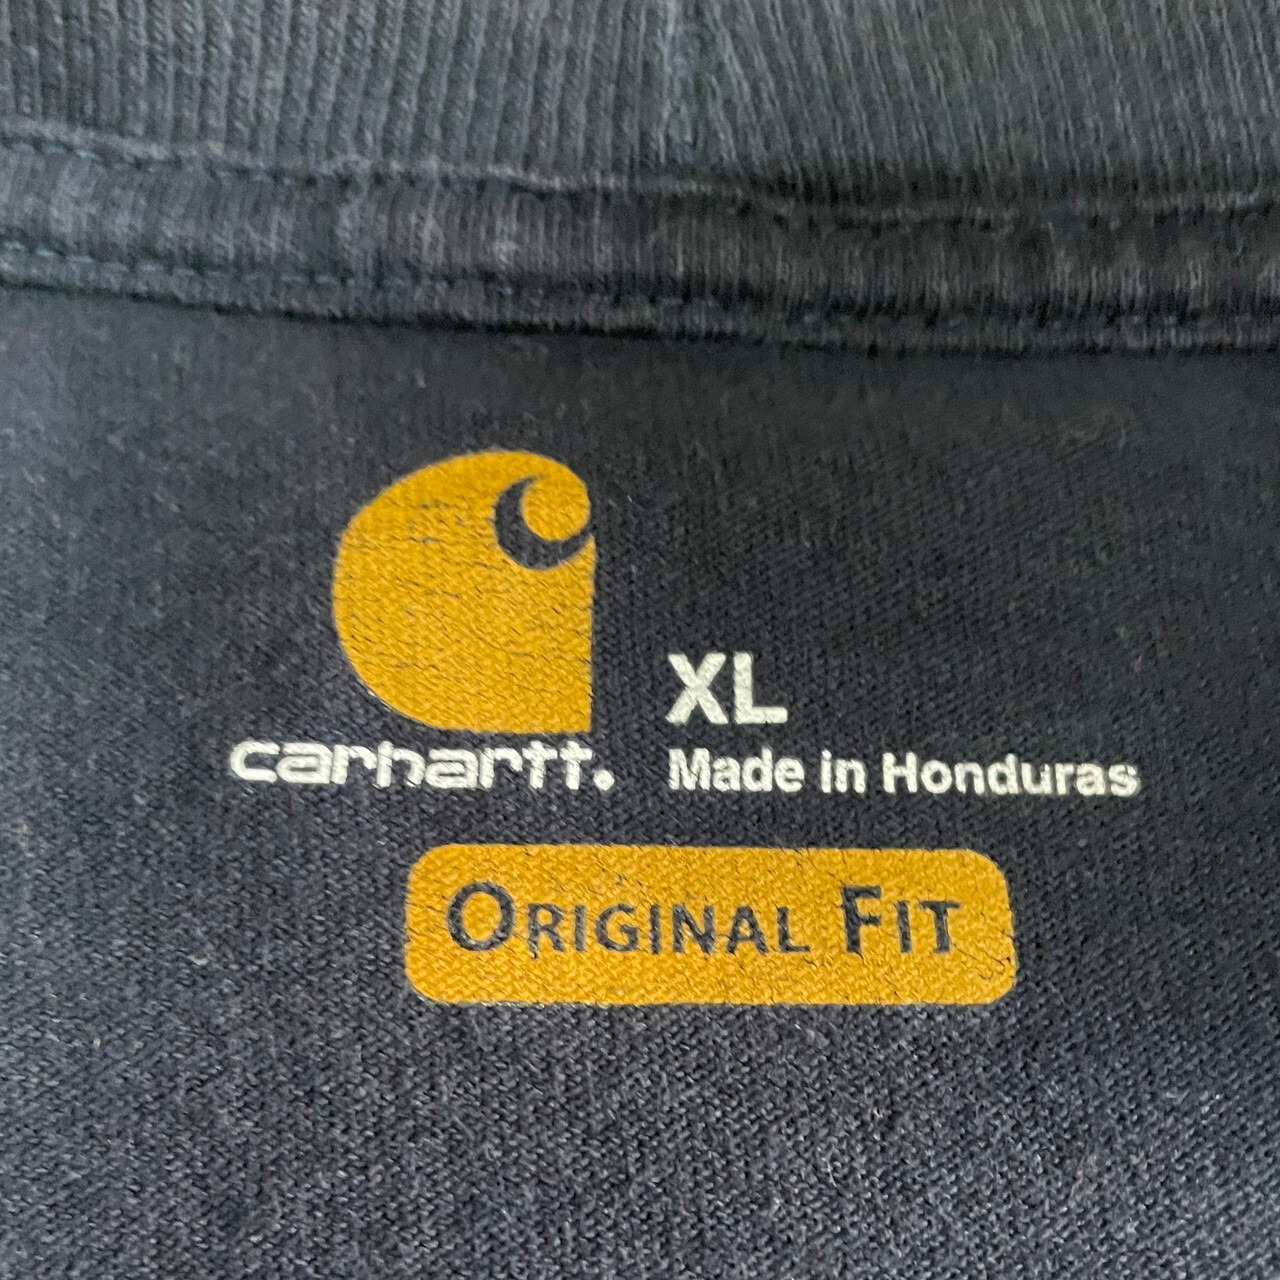 XL
carhartt.
Made in Honduras
ORIGINAL FIT